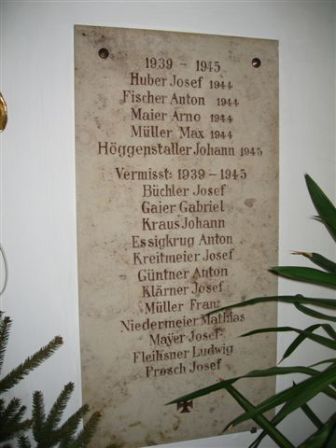 1939 - 1945
Huber Josef 1944
Fischer Anton 1944
Maier Arno 1944
Müller Max 1944
Höggenstaller Johann 1945
Vermisst: 1939-1945
Büchler Josef
Gaier Gabriel
Kraus Johann
Essigkrug Anton
Kreitmeier Josef
Güntner Anton
Klärner Josef
Müller Franz
Niedermeier Mathias
Mayer Josef
Fleihsner Ludwig
Frosch Josef